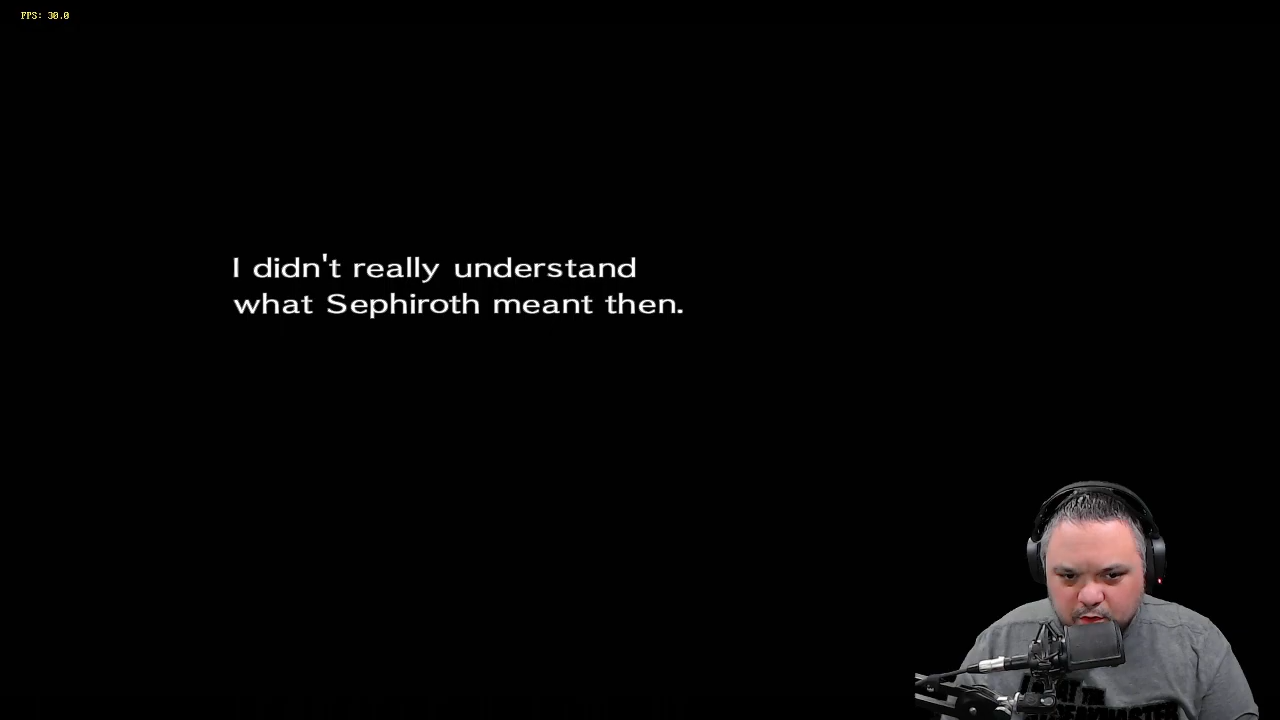 FPS: 30.0
I didn't really understand
what Sephiroth meant then.